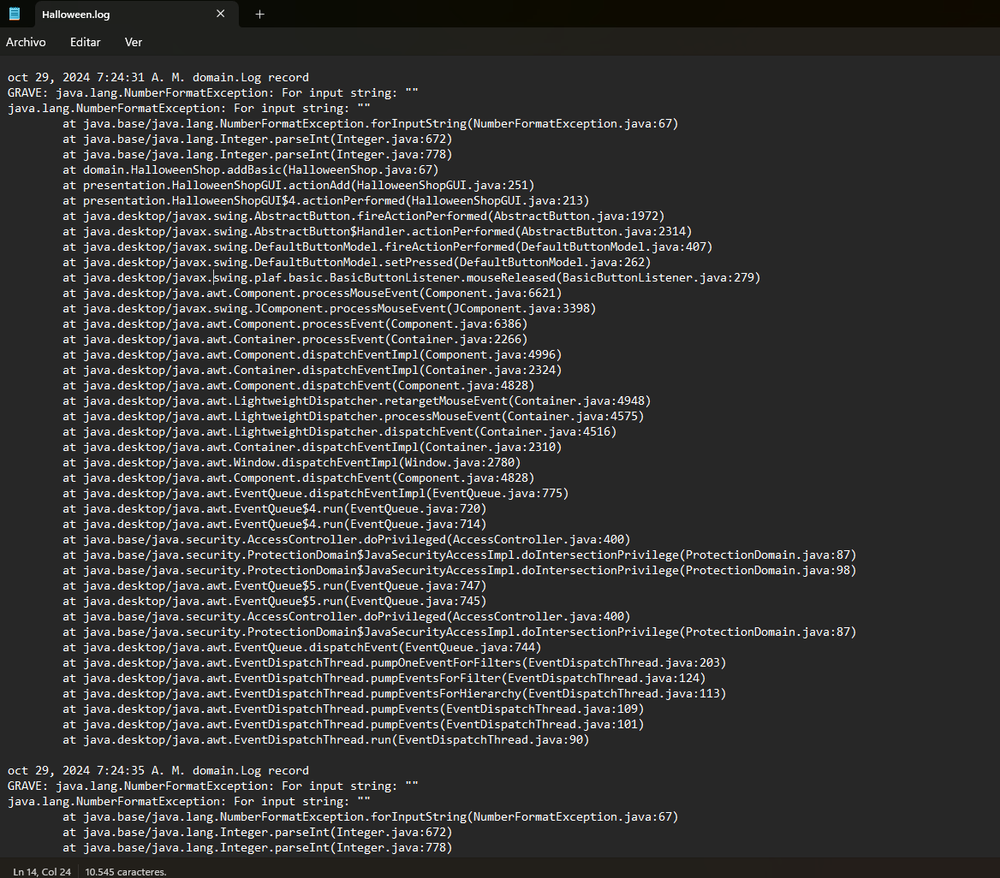 Halloween.log
Archivo Editar Ver
oct 29, 2024 7:24:31 A. M. domain.Log record
GRAVE: java.lang.NumberFormatException: For input string: ""
java.lang.NumberFormatException: For input string: ""
at java.base/java.lang.NumberFormatException.forInputString(NumberFormatException.java:67)
at java.base/java.lang.Integer.parseInt(Integer.java:672)
at java.base/java.lang.Integer.parseInt(Integer.java:778)
at domain.HalloweenShop.addBasic(HalloweenShop.java:67)
at presentation.HalloweenShopGUI.actionAdd(HalloweenShopGUI.java:251)
at presentation.HalloweenShopGUI$4.actionPerformed(HalloweenShopGUI.java:213)
at java.desktop/javax.swing.AbstractButton.fireActionPerformed(AbstractButton.java:1972)
at java.desktop/javax.swing.AbstractButton$Handler.actionPerformed(AbstractButton.java:2314)
at java.desktop/javax.swing.DefaultButtonModel.fireActionPerformed(DefaultButtonModel.java:407)
at java.desktop/javax.swing.DefaultButtonModel.setPressed(DefaultButtonModel.java:262)
at java.desktop/javax.swing.plaf.basic.BasicButtonListener.mouseReleased(BasicButtonListener.java:279)
at java.desktop/java.awt.Component.processMouseEvent(Component.java:6621)
at java.desktop/javax.swing.JComponent.processMouseEvent(JComponent.java:3398)
at java.desktop/java.awt.Component.processEvent(Component.java:6386)
at java.desktop/java.awt.Container.processEvent(Container.java:2266)
at java.desktop/java.awt.Component.dispatchEventImpl(Component.java:4996)
at java.desktop/java.awt.Container.dispatchEventImpl(Container.java:2324)
at java.desktop/java.awt.Component.dispatchEvent(Component.java:4828)
at java.desktop/java.awt.LightweightDispatcher.retargetMouseEvent(Container.java:4948)
at java.desktop/java.awt.LightweightDispatcher.processMouseEvent(Container.java:4575)
at java.desktop/java.awt.LightweightDispatcher.dispatchEvent(Container.java:4516)
at java.desktop/java.awt.Container.dispatchEventImpl(Container.java:2310)
at java.desktop/java.awt.Window.dispatchEventImpl(Window.java:2780)
at java.desktop/java.awt.Component.dispatchEvent(Component.java:4828)
at java.desktop/java.awt.EventQueue.dispatchEventImpl(EventQueue.java:775)
at java.desktop/java.awt.EventQueue$4.run(EventQueue.java:720)
at java.desktop/java.awt.EventQueue$4.run(EventQueue.java:714)
at java.base/java.security.AccessController.doPrivileged(AccessController.java:400)
at java.base/java.security.ProtectionDomain$JavaSecurityAccessImpl.doIntersectionPrivilege(ProtectionDomain.java:87)
at java.base/java.security.ProtectionDomain$JavaSecurityAccessImpl.doIntersectionPrivilege(ProtectionDomain.java:98)
at java.desktop/java.awt.EventQueue$5.run(EventQueue.java:747)
at java.desktop/java.awt.EventQueue$5.run(EventQueue.java:745)
at java.base/java.security.AccessController.doPrivileged(AccessController.java:400)
at java.base/java.security.ProtectionDomain$JavaSecurityAccessImpl.doIntersectionPrivilege(ProtectionDomain.java:87)
at java.desktop/java.awt.EventQueue.dispatchEvent(EventQueue.java:744)
at java.desktop/java.awt.EventDispatchThread.pumpOneEventForFilters(EventDispatchThread.java:203)
at java.desktop/java.awt.EventDispatchThread.pumpEventsForFilter(EventDispatchThread.java:124)
at java.desktop/java.awt.EventDispatchThread.pumpEventsForHierarchy(EventDispatchThread.java:113)
at java.desktop/java.awt.EventDispatchThread.pumpEvents(EventDispatchThread.java:109)
at java.desktop/java.awt.EventDispatchThread.pumpEvents(EventDispatchThread.java:101)
at java.desktop/java.awt.EventDispatchThread.run(EventDispatchThread.java:90)
oct 29, 2024 7:24:35 A. M. domain.Log record
GRAVE: java.lang.NumberFormatException: For input string: ""
java.lang.NumberFormatException: For input string: ""
at java.base/java.lang.NumberFormatException.forInputString(NumberFormatException.java:67)
at java.base/java.lang.Integer.parseInt(Integer.java:672)
at java.base/java.lang.Integer.parseInt(Integer.java:778)
Ln 14, Col 24 10.545 caracteres.